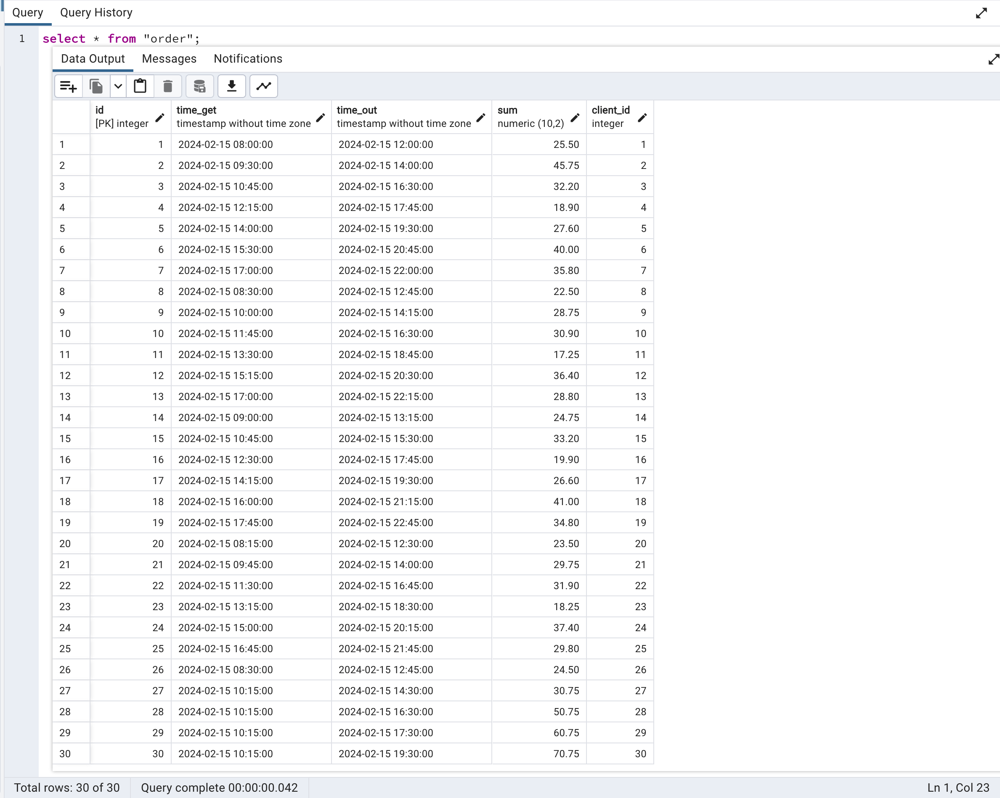 Query Query History
1 select * from "order";
Data Output Messages Notifications
id time_get time_out sum client_id
[PK] integer timestamp without time zone timestamp without time zone numeric (10,2) integer
1 1 2024-02-15 08:00:00 2024-02-15 12:00:00 25.50 1
2 2 2024-02-15 09:30:00 2024-02-15 14:00:00 45.75 2
3 3 2024-02-15 10:45:00 2024-02-15 16:30:00 32.20 3
4 4 2024-02-15 12:15:00 2024-02-15 17:45:00 18.90 4
5 5 2024-02-15 14:00:00 2024-02-15 19:30:00 27.60 5
6 6 2024-02-15 15:30:00 2024-02-15 20:45:00 40.00 6
7 7 2024-02-15 17:00:00 2024-02-15 22:00:00 35.80 7
8 8 2024-02-15 08:30:00 2024-02-15 12:45:00 22.50 8
9 9 2024-02-15 10:00:00 2024-02-15 14:15:00 28.75 9
10 10 2024-02-15 11:45:00 2024-02-15 16:30:00 30.90 10
11 11 2024-02-15 13:30:00 2024-02-15 18:45:00 17.25 11
12 12 2024-02-15 15:15:00 2024-02-15 20:30:00 36.40 12
13 13 2024-02-15 17:00:00 2024-02-15 22:15:00 28.80 13
14 14 2024-02-15 09:00:00 2024-02-15 13:15:00 24.75 14
15 15 2024-02-15 10:45:00 2024-02-15 15:30:00 33.20 15
16 16 2024-02-15 12:30:00 2024-02-15 17:45:00 19.90 16
17 17 2024-02-15 14:15:00 2024-02-15 19:30:00 26.60 17
18 18 2024-02-15 16:00:00 2024-02-15 21:15:00 41.00 18
19 19 2024-02-15 17:45:00 2024-02-15 22:45:00 34.80 19
20 20 2024-02-15 08:15:00 2024-02-15 12:30:00 23.50 20
21 21 2024-02-15 09:45:00 2024-02-15 14:00:00 29.75 21
22 22 2024-02-15 11:30:00 2024-02-15 16:45:00 31.90 22
23 23 2024-02-15 13:15:00 2024-02-15 18:30:00 18.25 23
24 24 2024-02-15 15:00:00 2024-02-15 20:15:00 37.40 24
25 25 2024-02-15 16:45:00 2024-02-15 21:45:00 29.80 25
26 26 2024-02-15 08:30:00 2024-02-15 12:45:00 24.50 26
27 27 2024-02-15 10:15:00 2024-02-15 14:30:00 30.75 27
28 28 2024-02-15 10:15:00 2024-02-15 16:30:00 50.75 28
29 29 2024-02-15 10:15:00 2024-02-15 17:30:00 60.75 29
30 30 2024-02-15 10:15:00 2024-02-15 19:30:00 70.75 30
Total rows: 30 of 30 Query complete 00:00:00.042 Ln 1, Col 23